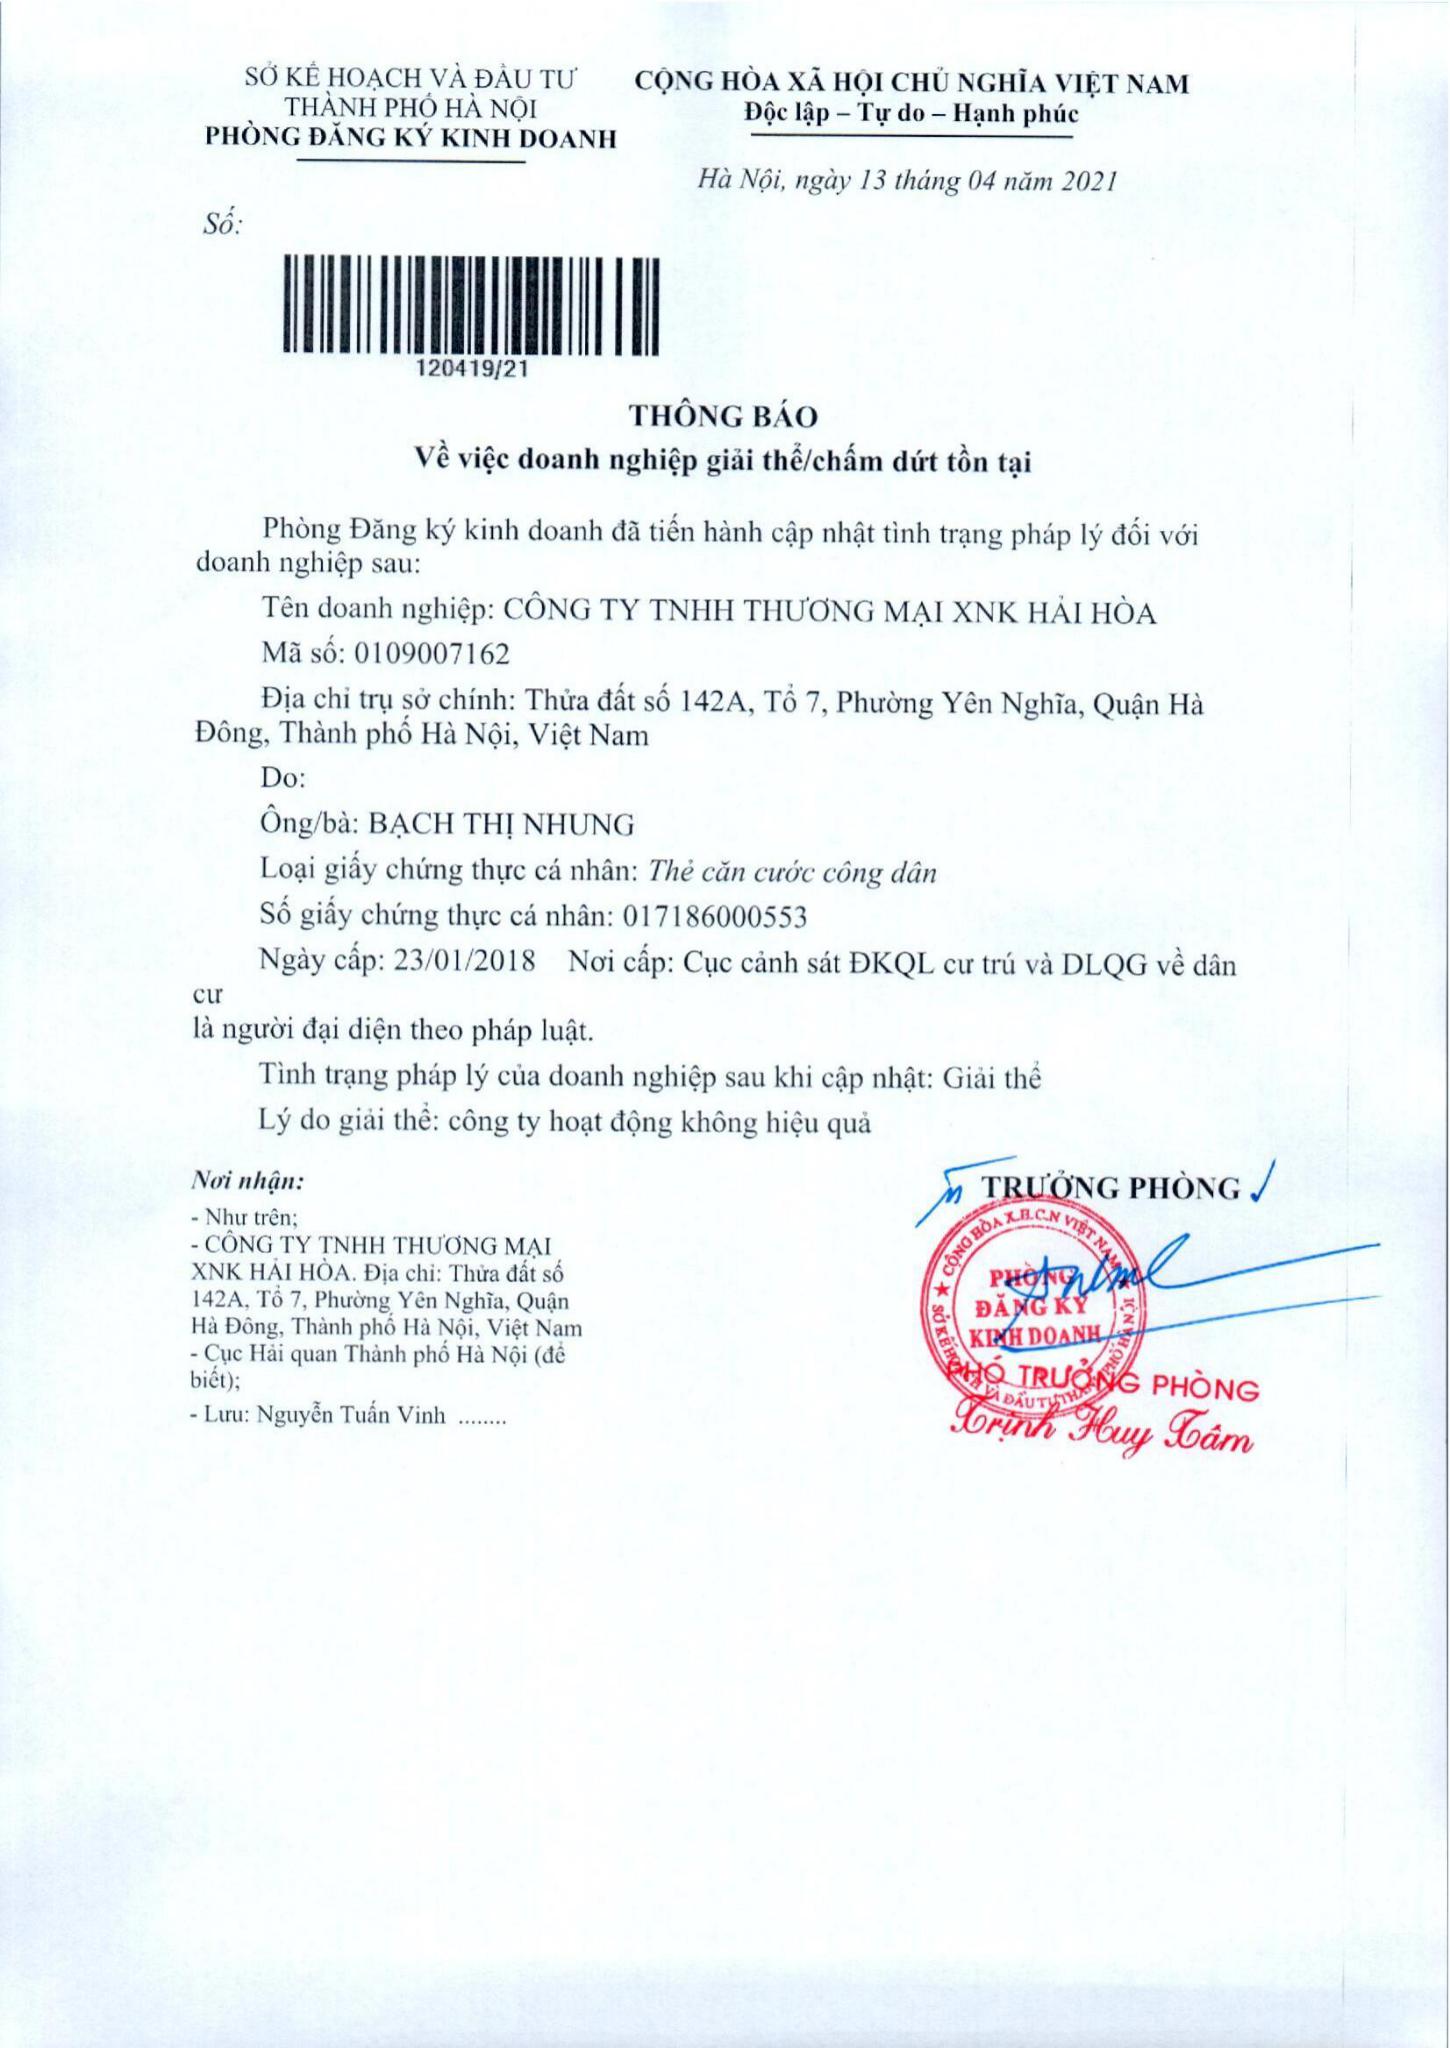 SỞ KẾ HOẠCH VÀ ĐẦU TƯ
THÀNH PHỐ HÀ NỘI
PHÒNG ĐĂNG KÝ KINH DOANH
CỘNG HÒA XÃ HỘI CHỦ NGHĨA VIỆT NAM
Độc lập – Tự do – Hạnh phúc
Hà Nội, ngày 13 tháng 04 năm 2021
Số:
120419/21
THÔNG BÁO
Về việc doanh nghiệp giải thể/chấm dứt tồn tại
Phòng Đăng ký kinh doanh đã tiến hành cập nhật tình trạng pháp lý đối với
doanh nghiệp sau:
Tên doanh nghiệp: CÔNG TY TNHH THƯƠNG MẠI XNK HẢI HÒA
Mã số: 0109007162
Địa chỉ trụ sở chính: Thửa đất số 142A, Tổ 7, Phường Yên Nghĩa, Quận Hà
Đông, Thành phố Hà Nội, Việt Nam
Do:
Ông/bà: BẠCH THỊ NHUNG
Loại giấy chứng thực cá nhân: Thẻ căn cước công dân
Số giấy chứng thực cá nhân: 017186000553
Ngày cấp: 23/01/2018 Nơi cấp: Cục cảnh sát ĐKQL cư trú và DLQG về dân
cư
là người đại diện theo pháp luật.
Tình trạng pháp lý của doanh nghiệp sau khi cập nhật: Giải thể
Lý do giải thể: công ty hoạt động không hiệu quả
Nơi nhận:
- Như trên;
- CÔNG TY TNHH THƯƠNG MẠI
XNK HẢI HÒA. Địa chỉ: Thửa đất số
142A, Tổ 7, Phường Yên Nghĩa, Quận
Hà Đông, Thành phố Hà Nội, Việt Nam
- Cục Hải quan Thành phố Hà Nội (để
biết);
- Lưu: Nguyễn Tuấn Vinh ........
TRƯỞNG PHÒNG
CỘNG HÒA X.H.C.N VIỆT NAM
PHÒNG
ĐĂNG KÝ
KINH DOANH
SỞ KẾ HOẠCH VÀ ĐẦU TƯ THÀNH PHỐ HÀ NỘI
PHÓ TRƯỞNG PHÒNG
Trịnh Huy Tâm